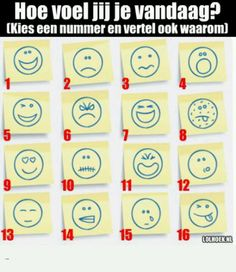 Hoe voel jij je vandaag?
(Kies een nummer en vertel ook waarom)
1 2 3 4
5 6 7 8
9 10 11 12
13 14 15 16
LOLHOEK.NL